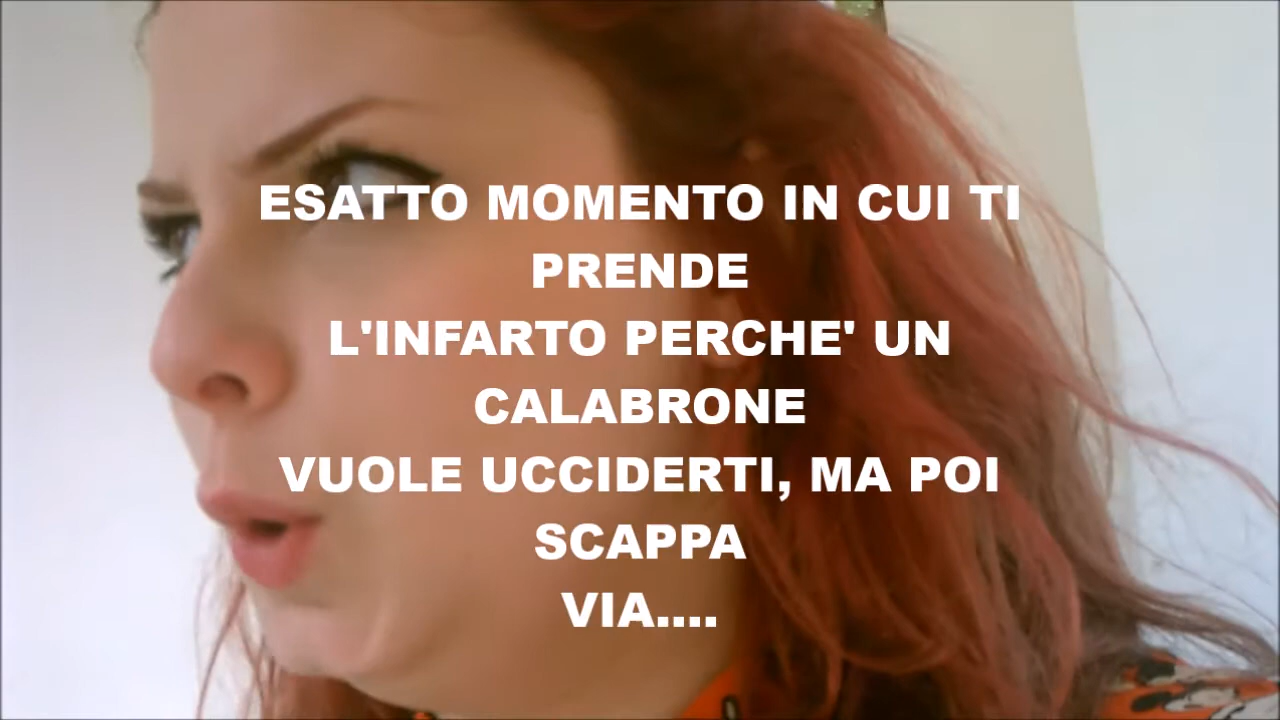 ESATTO MOMENTO IN CUI TI
PRENDE
L'INFARTO PERCHE' UN
CALABRONE
VUOLE UCCIDERTI, MA POI
SCAPPA
VIA....